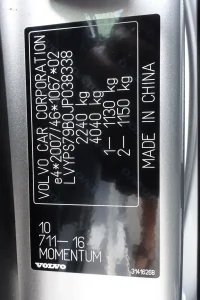 VOLVO CAR CORPORATION
e4*2007/46*1067*02
LVYPS79B0JP038338
2240 kg
4040 kg
1— 1130 kg
2— 1150 kg
MADE IN CHINA
10
711— 16
MOMENTUM
VOLVO
31416268